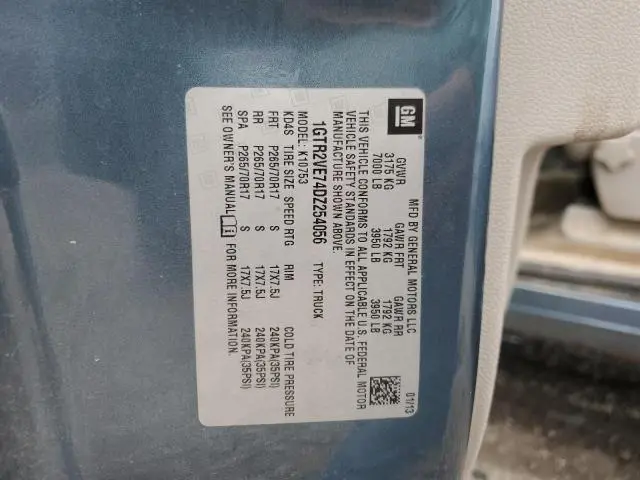 GM
MFD BY GENERAL MOTORS LLC 01/13
GVWR GAWR FRT GAWR RR
3175 KG 1792 KG 1792 KG
7000 LB 3950 LB 3950 LB
THIS VEHICLE CONFORMS TO ALL APPLICABLE U.S. FEDERAL MOTOR
VEHICLE SAFETY STANDARDS IN EFFECT ON THE DATE OF
MANUFACTURE SHOWN ABOVE.
1GTR2VE74DZ254056 TYPE: TRUCK
MODEL: K10753
KD4S TIRE SIZE SPEED RTG RIM COLD TIRE PRESSURE
FRT P265/70R17 S 17X7.5J 240KPA(35PSI)
RR P265/70R17 S 17X7.5J 240KPA(35PSI)
SPA P265/70R17 S 17X7.5J 240KPA(35PSI)
SEE OWNER'S MANUAL FOR MORE INFORMATION.